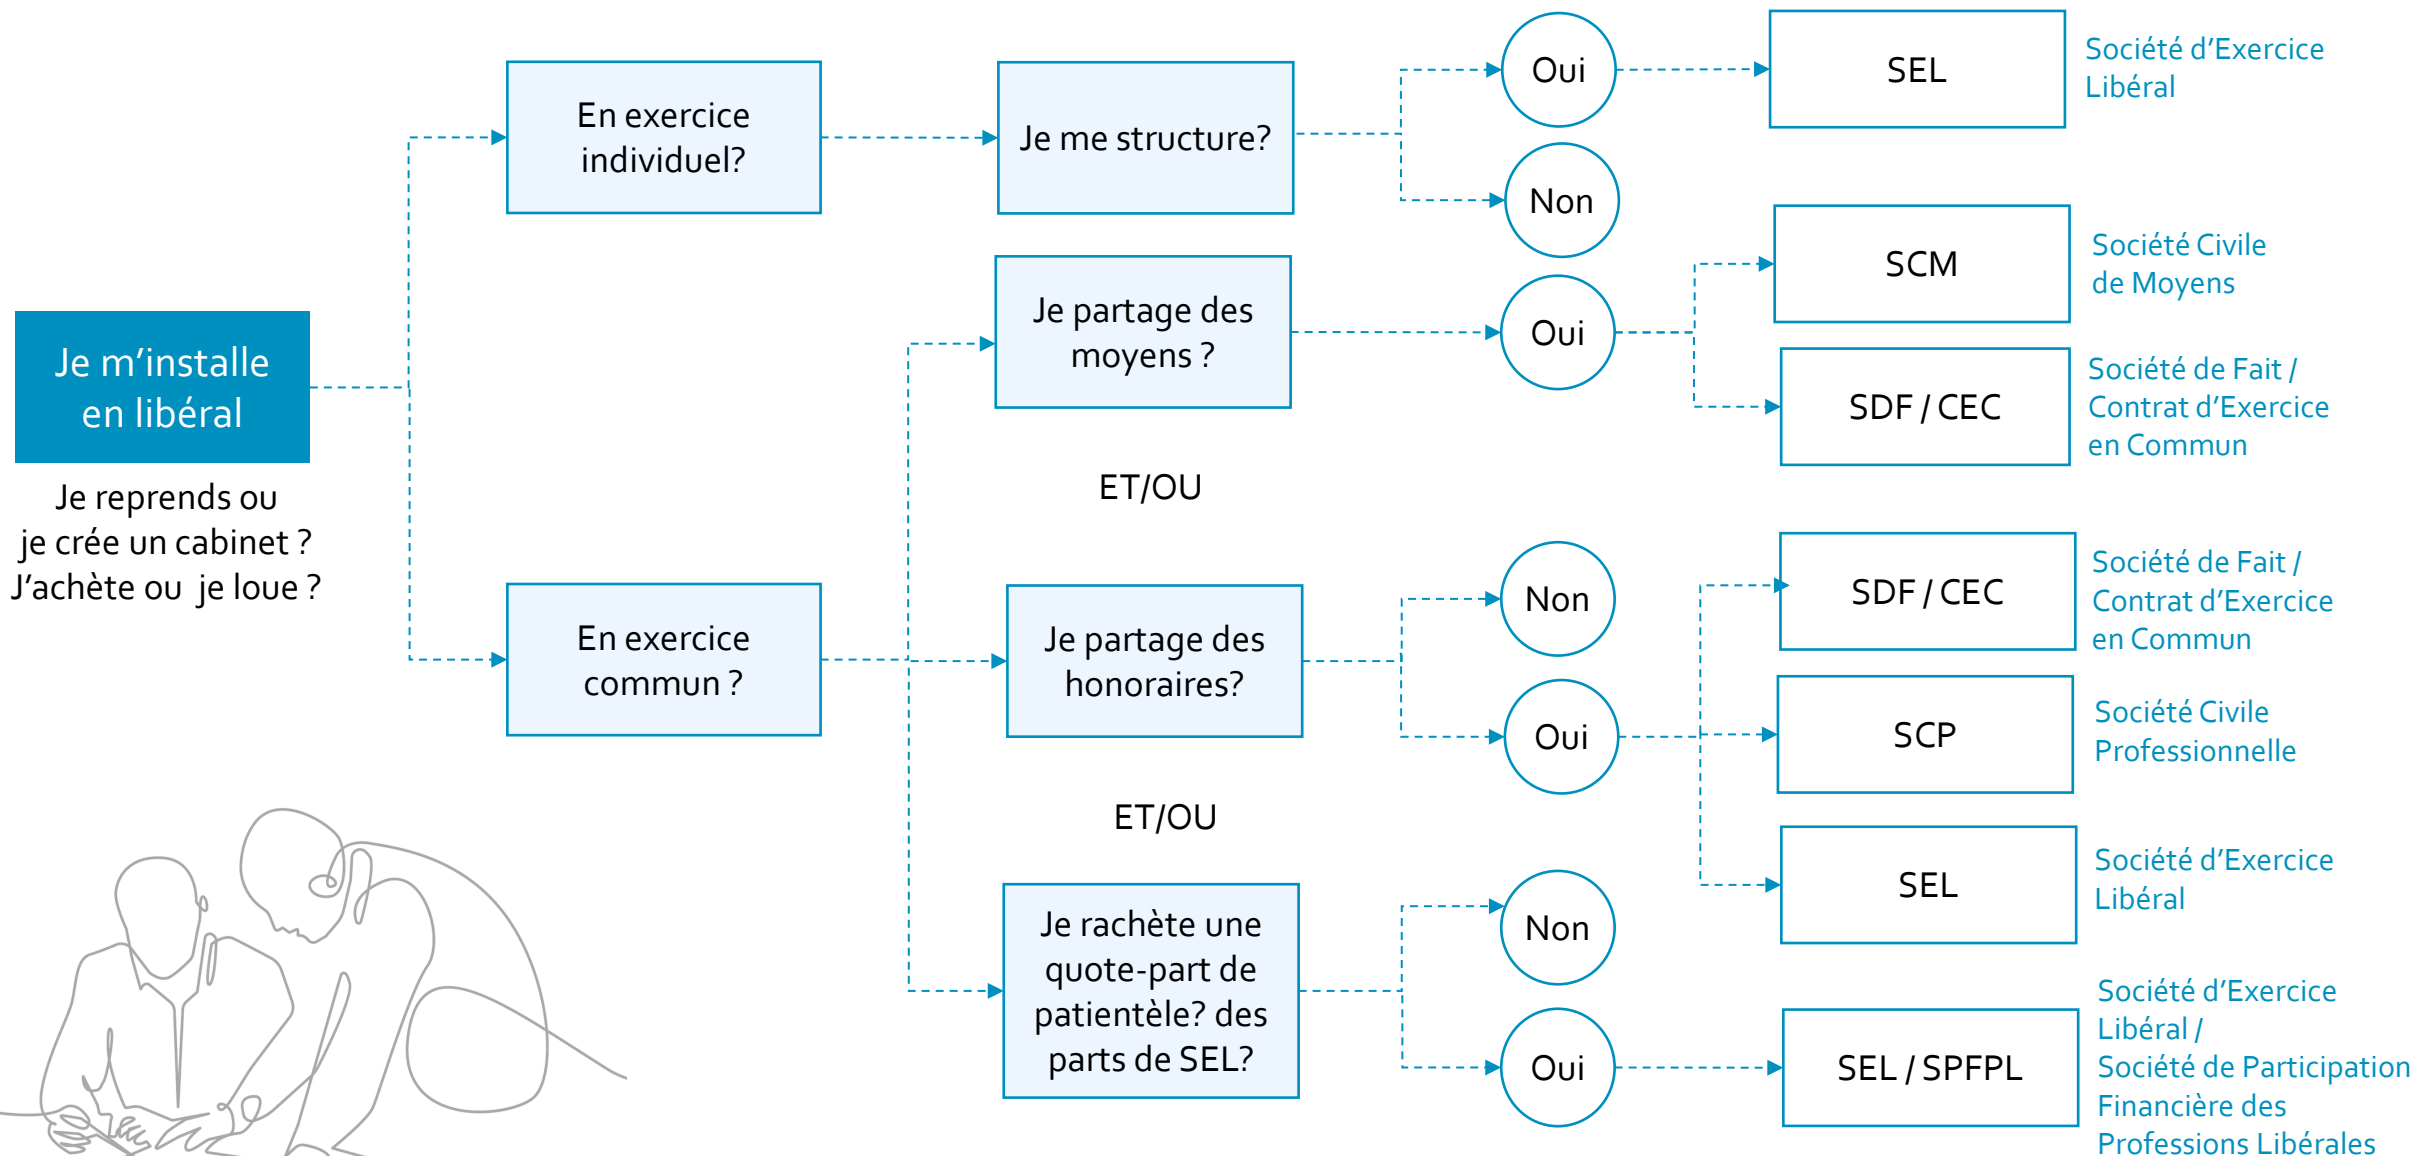 Je m'installe
en libéral
Je reprends ou
je crée un cabinet ?
J'achète ou je loue ?
En exercice
individuel?
Je me structure?
Oui
SEL
Société d'Exercice
Libéral
Non
En exercice
commun ?
Je partage des
moyens ?
Oui
SCM
Société Civile
de Moyens
SDF / CEC
Société de Fait /
Contrat d'Exercice
en Commun
ET/OU
Je partage des
honoraires?
Non
Oui
SDF / CEC
Société de Fait /
Contrat d'Exercice
en Commun
SCP
Société Civile
Professionnelle
SEL
Société d'Exercice
Libéral
ET/OU
Je rachète une
quote-part de
patientèle? des
parts de SEL?
Non
Oui
SEL / SPFPL
Société d'Exercice
Libéral /
Société de Participation
Financière des
Professions Libérales